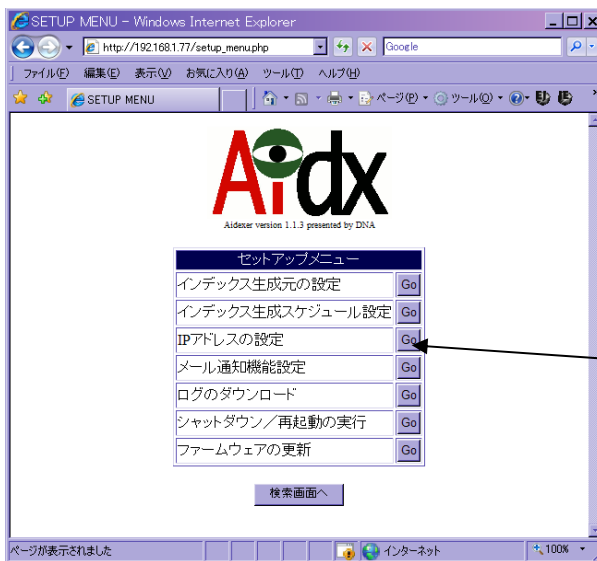 SETUP MENU - Windows Internet Explorer
http://192.168.1.77/setup_menu.php
Google
ファイル(F) 編集(E) 表示(V) お気に入り(A) ツール(T) ヘルプ(H)
SETUP MENU
ページ(P) ツール(O)
Aidx
Aidexer version 1.1.3 presented by DNA
セットアップメニュー
インデックス生成元の設定 Go
インデックス生成スケジュール設定 Go
IPアドレスの設定 Go
メール通知機能設定 Go
ログのダウンロード Go
シャットダウン／再起動の実行 Go
ファームウェアの更新 Go
検索画面へ
ページが表示されました インターネット 100%